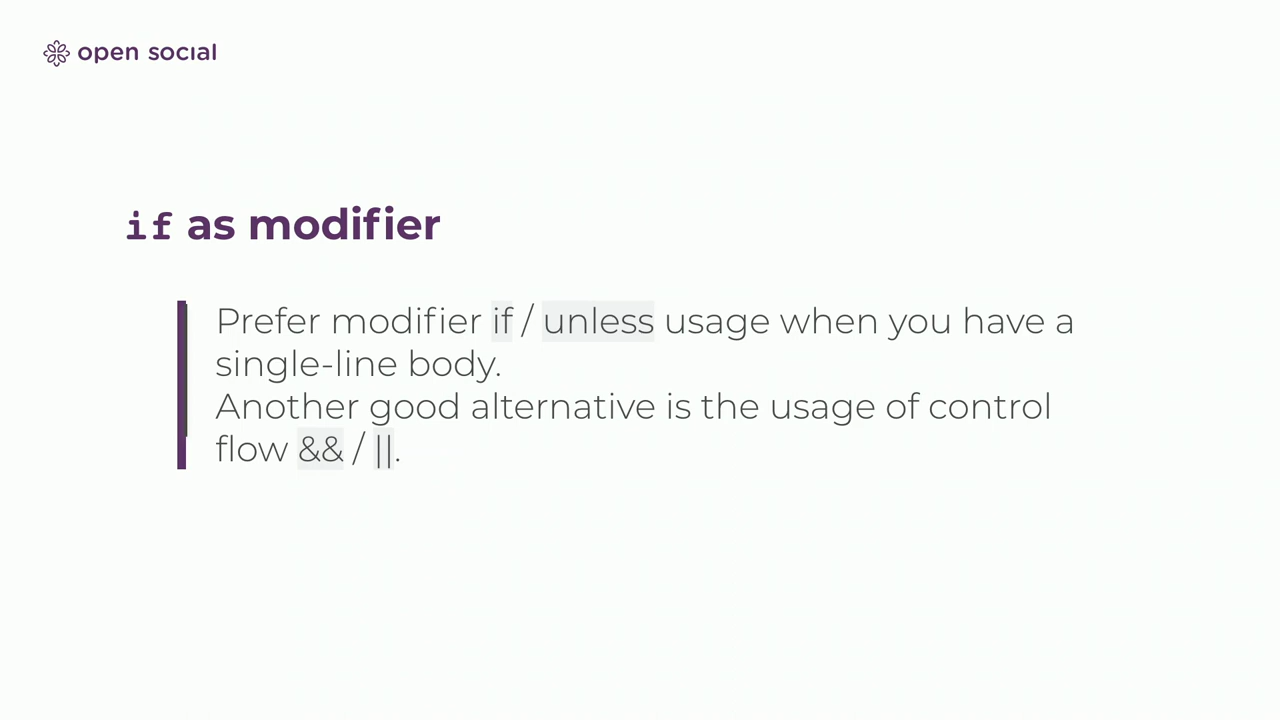 open social
if as modifier
Prefer modifier if / unless usage when you have a
single-line body.
Another good alternative is the usage of control
flow && / ||.